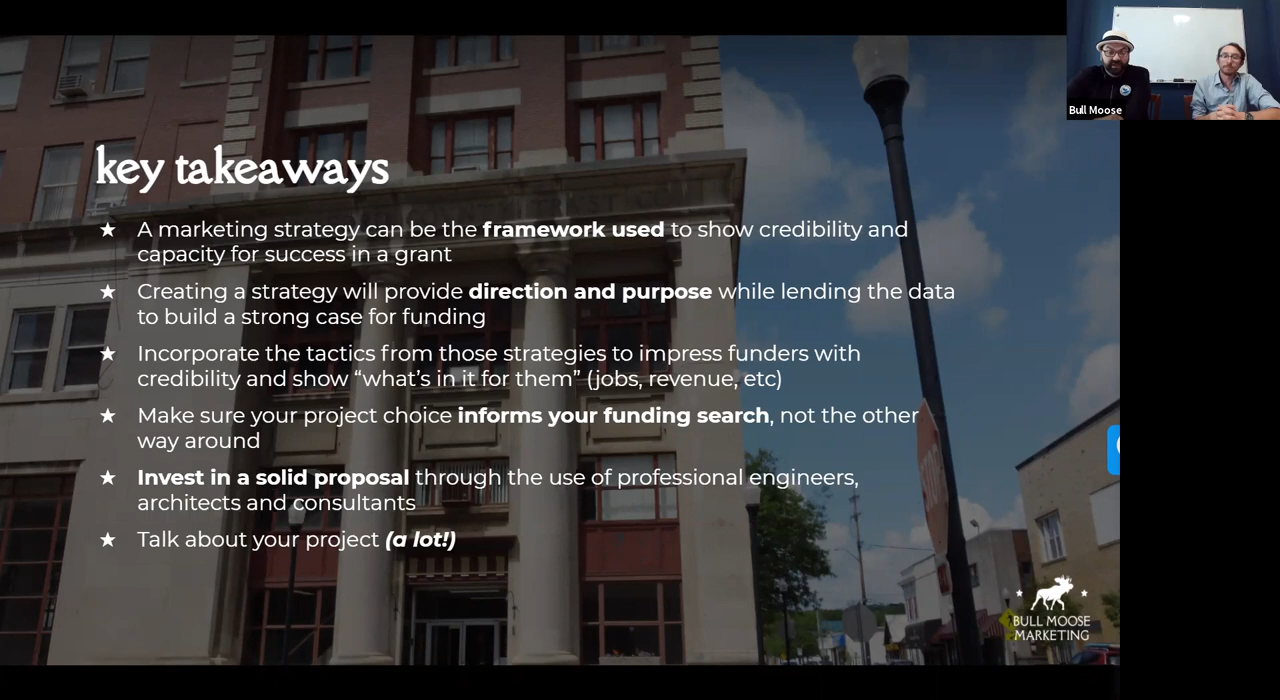 Bull Moose
key takeaways
★ A marketing strategy can be the framework used to show credibility and
capacity for success in a grant
★ Creating a strategy will provide direction and purpose while lending the data
to build a strong case for funding
★ Incorporate the tactics from those strategies to impress funders with
credibility and show “what’s in it for them” (jobs, revenue, etc)
★ Make sure your project choice informs your funding search, not the other
way around
★ Invest in a solid proposal through the use of professional engineers,
architects and consultants
★ Talk about your project (a lot!)
STOP
BULL MOOSE
MARKETING